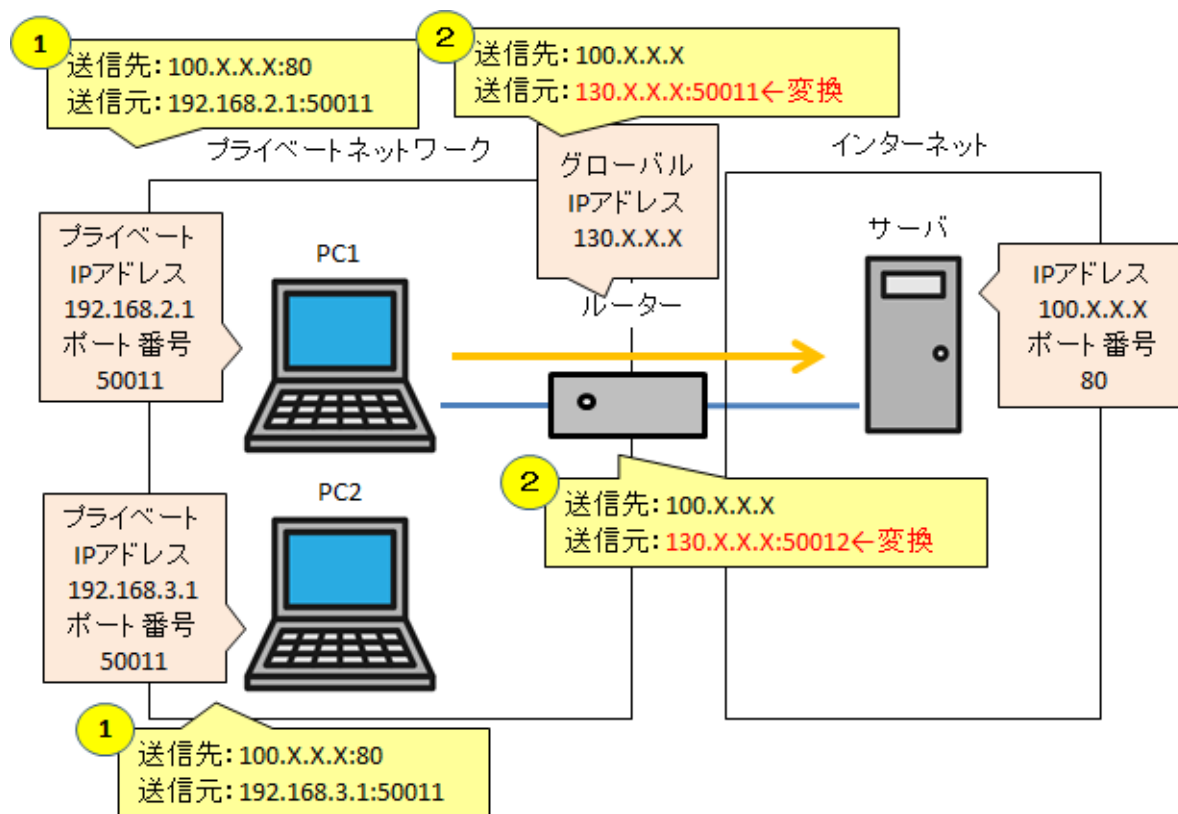 1
送信先:100.X.X.X:80
送信元:192.168.2.1:50011
2
送信先:100.X.X.X
送信元:130.X.X.X:50011←変換
プライベートネットワーク
インターネット
グローバル
IPアドレス
130.X.X.X
ルーター
プライベート
IPアドレス
192.168.2.1
ポート番号
50011
PC1
サーバ
IPアドレス
100.X.X.X
ポート番号
80
2
送信先:100.X.X.X
送信元:130.X.X.X:50012←変換
プライベート
IPアドレス
192.168.3.1
ポート番号
50011
PC2
1
送信先:100.X.X.X:80
送信元:192.168.3.1:50011